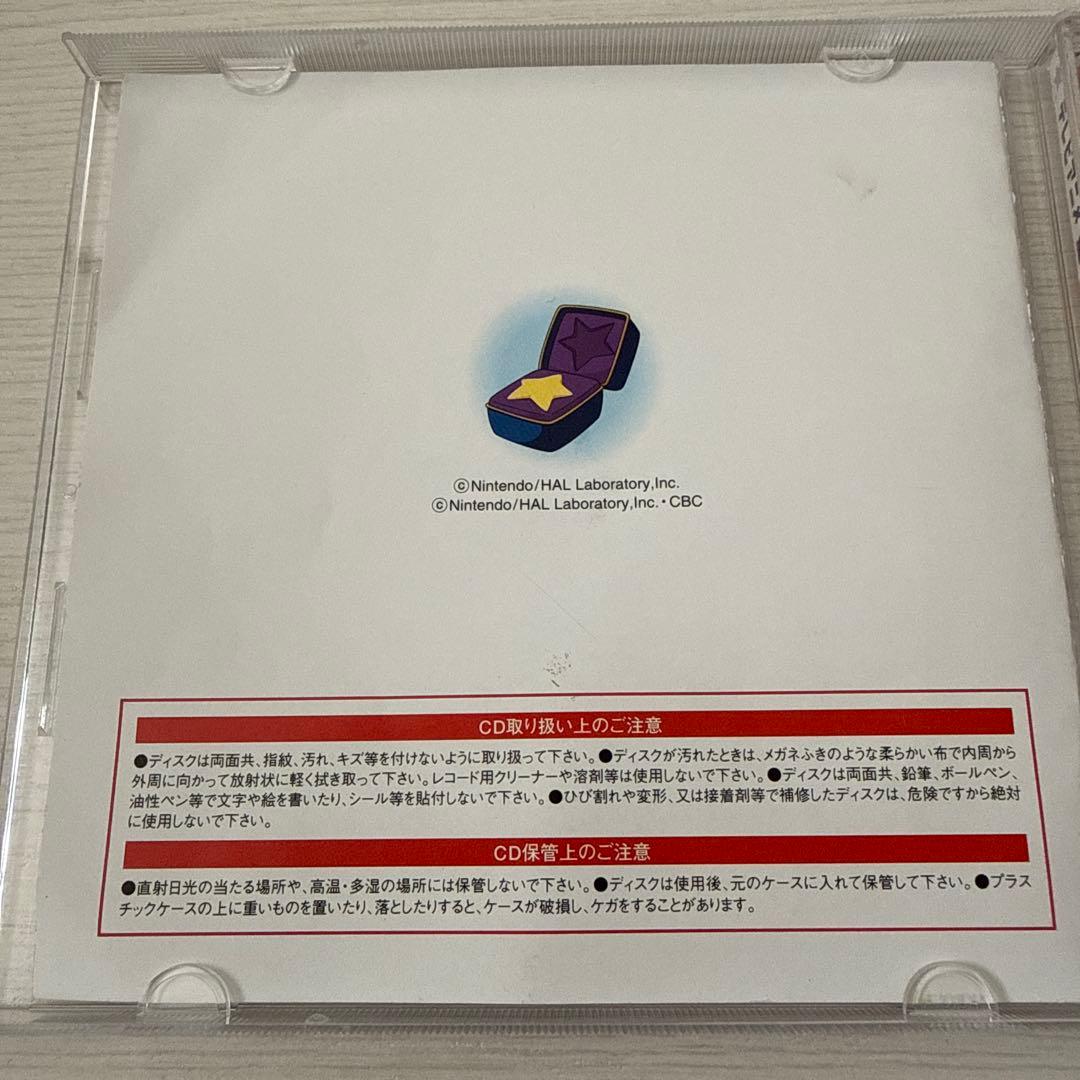 ⓒNintendo/HAL Laboratory,Inc.
ⓒNintendo/HAL Laboratory,Inc.・CBC
CD取り扱い上のご注意
●ディスクは両面共、指紋、汚れ、キズ等を付けないように取り扱って下さい。●ディスクが汚れたときは、メガネふきのような柔らかい布で内周から
外周に向かって放射状に軽く拭き取って下さい。レコード用クリーナーや溶剤等は使用しないで下さい。●ディスクは両面共、鉛筆、ボールペン、
油性ペン等で文字や絵を書いたり、シール等を貼付しないで下さい。●ひび割れや変形、又は接着剤等で補修したディスクは、危険ですから絶対
に使用しないで下さい。
CD保管上のご注意
●直射日光の当たる場所や、高温・多湿の場所には保管しないで下さい。●ディスクは使用後、元のケースに入れて保管して下さい。●プラス
チックケースの上に重いものを置いたり、落としたりすると、ケースが破損し、ケガをすることがあります。
テレビアニメ